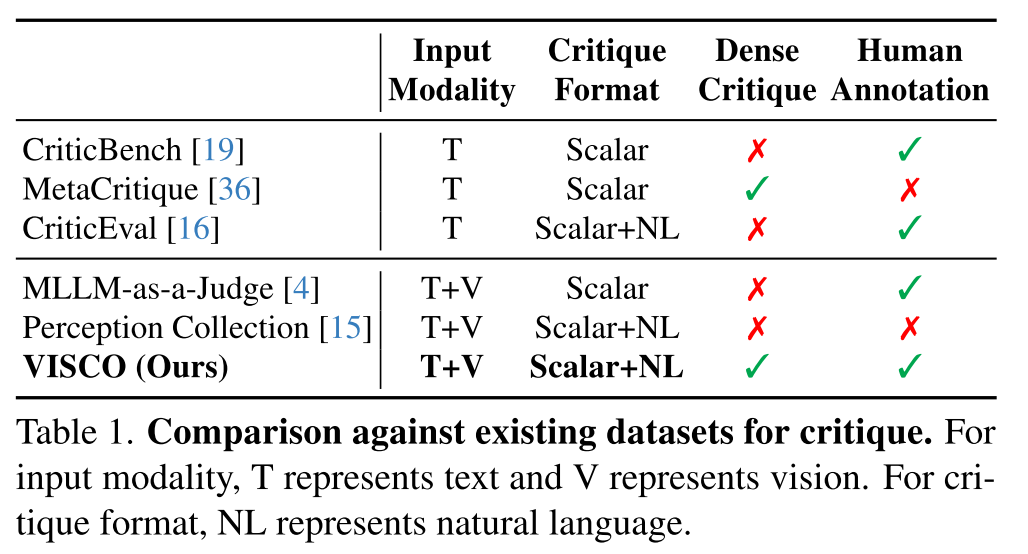 Input Modality Critique Format Dense Critique Human Annotation
CriticBench [19] T Scalar ✗ ✓
MetaCritique [36] T Scalar ✓ ✗
CriticEval [16] T Scalar+NL ✗ ✓
MLLM-as-a-Judge [4] T+V Scalar ✗ ✓
Perception Collection [15] T+V Scalar+NL ✗ ✗
VISCO (Ours) T+V Scalar+NL ✓ ✓
Table 1. Comparison against existing datasets for critique. For
input modality, T represents text and V represents vision. For cri-
tique format, NL represents natural language.